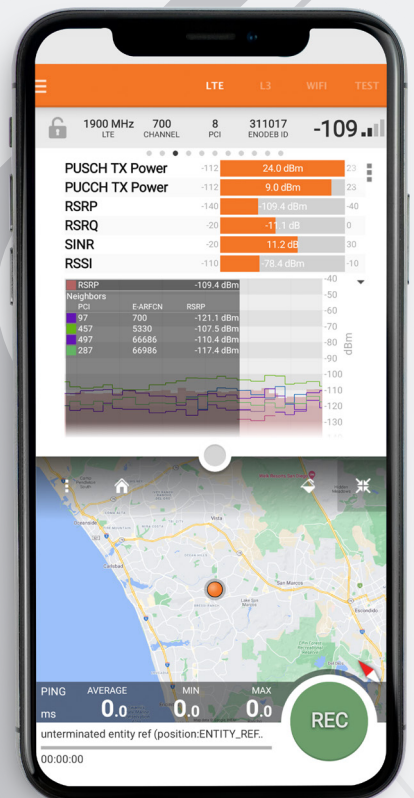 LTE L3 WIFI TEST
1900 MHz 700 8 311017 -109
LTE CHANNEL PCI ENODEB ID
PUSCH TX Power -112 24.0 dBm 23
PUCCH TX Power -112 9.0 dBm 23
RSRP -140 -109.4 dBm -40
RSRQ -20 -11.1 dB 0
SINR -20 11.2 dB 30
RSSI -110 -78.4 dBm -10
RSRP -109.4 dBm
Neighbors
PCI E-ARFCN RSRP
97 700 -121.1 dBm
457 5330 -107.5 dBm
497 66686 -110.4 dBm
287 66986 -117.4 dBm
-40
-50
-60
-70
-80
-90
-100
-110
-120
-130
dBm
Oceanside
Vista
Carlsbad
San Marcos
Lake San
Marcos
Escondido
PING AVERAGE MIN MAX
ms 0.0 0.0 0.0
REC
unterminated entity ref (position:ENTITY_REF..
00:00:00